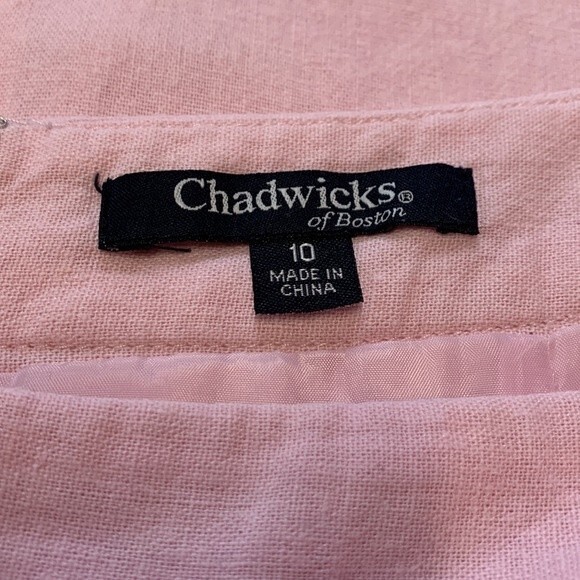 Chadwicks®
of Boston
10
MADE IN
CHINA